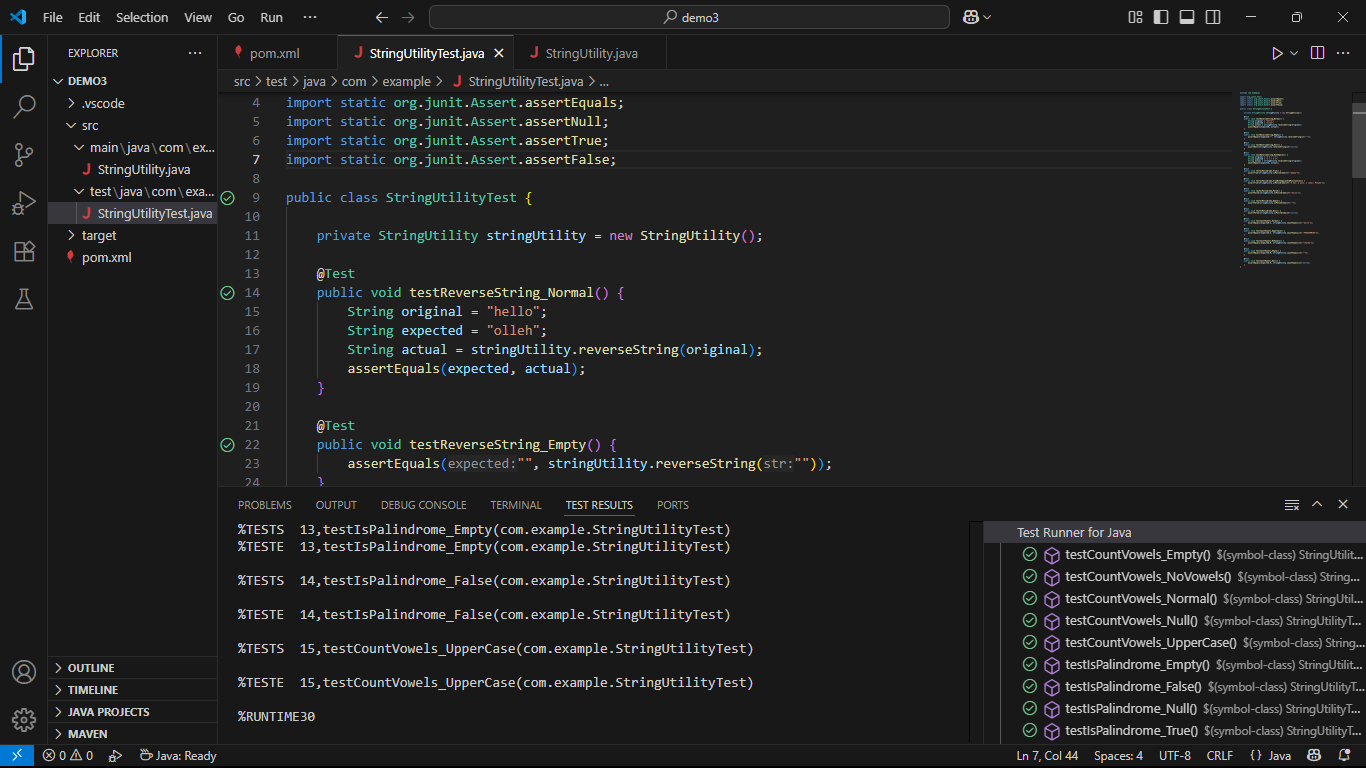 File Edit Selection View Go Run ···
demo3
EXPLORER ···
DEMO3
.vscode
src
main\java\com\ex...
StringUtility.java
test\java\com\exa...
StringUtilityTest.java
target
pom.xml
OUTLINE
TIMELINE
JAVA PROJECTS
MAVEN
pom.xml StringUtilityTest.java StringUtility.java
src > test > java > com > example > StringUtilityTest.java > ...
4 import static org.junit.Assert.assertEquals;
5 import static org.junit.Assert.assertNull;
6 import static org.junit.Assert.assertTrue;
7 import static org.junit.Assert.assertFalse;
8
9 public class StringUtilityTest {
10
11 private StringUtility stringUtility = new StringUtility();
12
13 @Test
14 public void testReverseString_Normal() {
15 String original = "hello";
16 String expected = "olleh";
17 String actual = stringUtility.reverseString(original);
18 assertEquals(expected, actual);
19 }
20
21 @Test
22 public void testReverseString_Empty() {
23 assertEquals(expected:"", stringUtility.reverseString(str:""));
24 }
PROBLEMS OUTPUT DEBUG CONSOLE TERMINAL TEST RESULTS PORTS
%TESTS 13,testIsPalindrome_Empty(com.example.StringUtilityTest)
%TESTE 13,testIsPalindrome_Empty(com.example.StringUtilityTest)
%TESTS 14,testIsPalindrome_False(com.example.StringUtilityTest)
%TESTE 14,testIsPalindrome_False(com.example.StringUtilityTest)
%TESTS 15,testCountVowels_UpperCase(com.example.StringUtilityTest)
%TESTE 15,testCountVowels_UpperCase(com.example.StringUtilityTest)
%RUNTIME30
Test Runner for Java
testCountVowels_Empty() $(symbol-class) StringUtilit...
testCountVowels_NoVowels() $(symbol-class) String...
testCountVowels_Normal() $(symbol-class) StringUtil...
testCountVowels_Null() $(symbol-class) StringUtilityT...
testCountVowels_UpperCase() $(symbol-class) String...
testIsPalindrome_Empty() $(symbol-class) StringUtilit...
testIsPalindrome_False() $(symbol-class) StringUtilityT...
testIsPalindrome_Null() $(symbol-class) StringUtilityT...
testIsPalindrome_True() $(symbol-class) StringUtilityT...
0 0 Java: Ready Ln 7, Col 44 Spaces: 4 UTF-8 CRLF {} Java